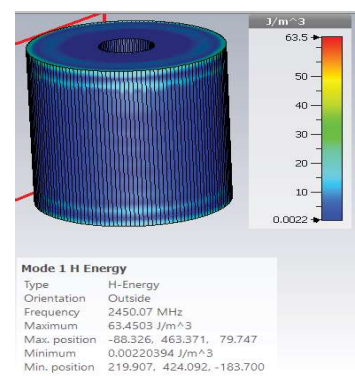 J/m^3
63.5
50
40
30
20
10
0.0022
Mode 1 H Energy
Type H-Energy
Orientation Outside
Frequency 2450.07 MHz
Maximum 63.4503 J/m^3
Max. position -88.326, 463.371, 79.747
Minimum 0.00220394 J/m^3
Min. position 219.907, 424.092, -183.700